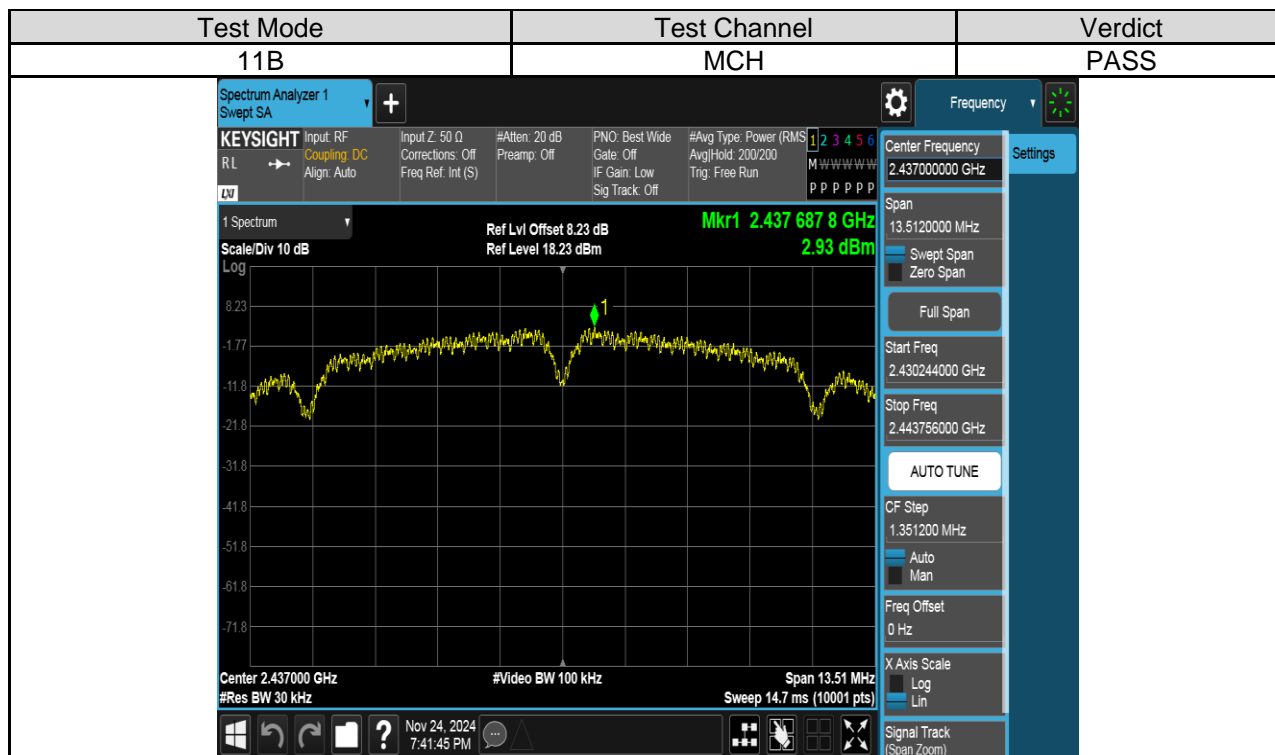 Test Mode Test Channel Verdict
11B MCH PASS
Spectrum Analyzer 1
Swept SA
+
Frequency
KEYSIGHT Input: RF Input Z: 50 Ω #Atten: 20 dB PNO: Best Wide #Avg Type: Power (RMS 1 2 3 4 5 6
R L Coupling: DC Corrections: Off Preamp: Off Gate: Off Avg|Hold: 200/200 M W W W W W
Align: Auto Freq Ref: Int (S) IF Gain: Low Trig: Free Run
LXI Sig Track: Off P P P P P P
1 Spectrum
Scale/Div 10 dB
Ref Lvl Offset 8.23 dB
Ref Level 18.23 dBm
Mkr1 2.437 687 8 GHz
2.93 dBm
Log
1
8.23
-1.77
-11.8
-21.8
-31.8
-41.8
-51.8
-61.8
-71.8
Center 2.437000 GHz #Video BW 100 kHz Span 13.51 MHz
#Res BW 30 kHz Sweep 14.7 ms (10001 pts)
Center Frequency
2.437000000 GHz
Settings
Span
13.5120000 MHz
Swept Span
Zero Span
Full Span
Start Freq
2.430244000 GHz
Stop Freq
2.443756000 GHz
AUTO TUNE
CF Step
1.351200 MHz
Auto
Man
Freq Offset
0 Hz
X Axis Scale
Log
Lin
Signal Track
(Span Zoom)
? Nov 24, 2024
7:41:45 PM